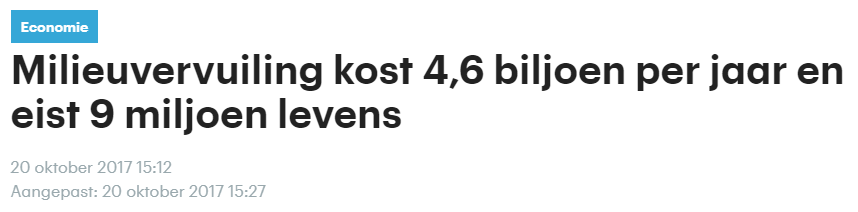 Economie
Milieuvervuiling kost 4,6 biljoen per jaar en
eist 9 miljoen levens
20 oktober 2017 15:12
Aangepast: 20 oktober 2017 15:27